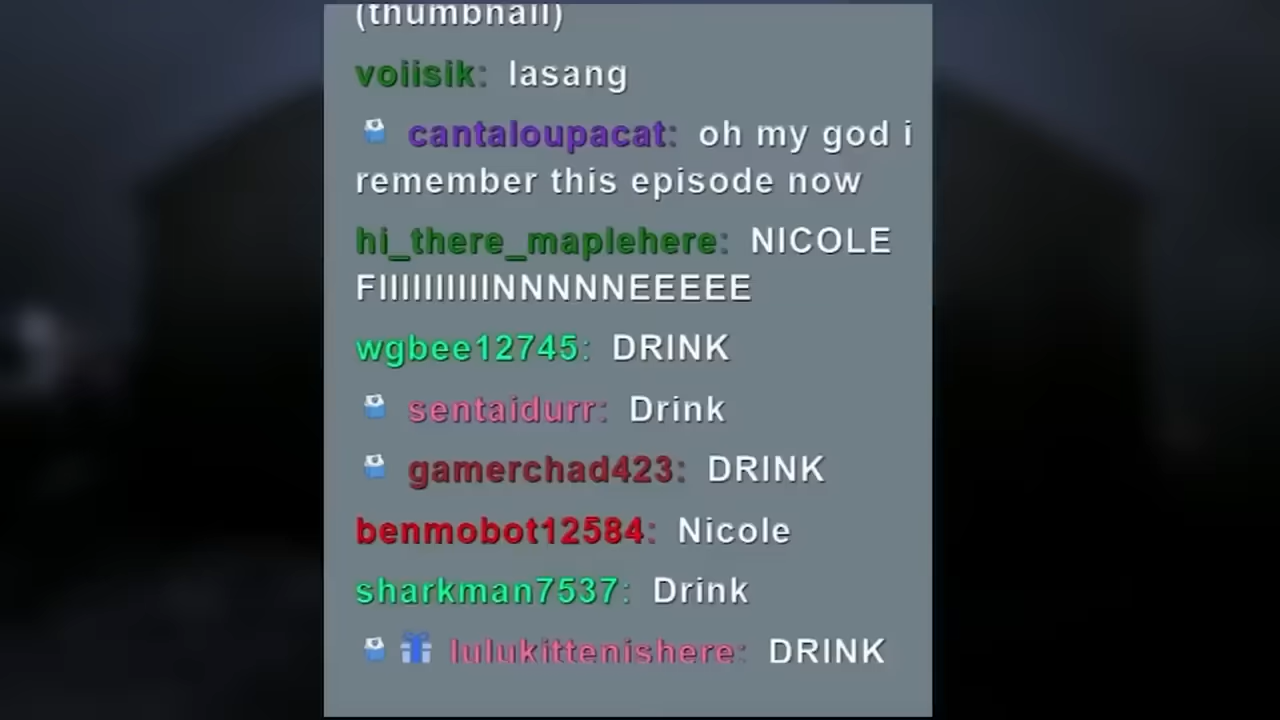 (thumbnail)
voiisik: lasang
cantaloupacat: oh my god i
remember this episode now
hi_there_maplehere: NICOLE
FIIIIIIIIIINNNNNEEEEE
wgbee12745: DRINK
sentaidurr: Drink
gamerchad423: DRINK
benmobot12584: Nicole
sharkman7537: Drink
lulukittenishere: DRINK